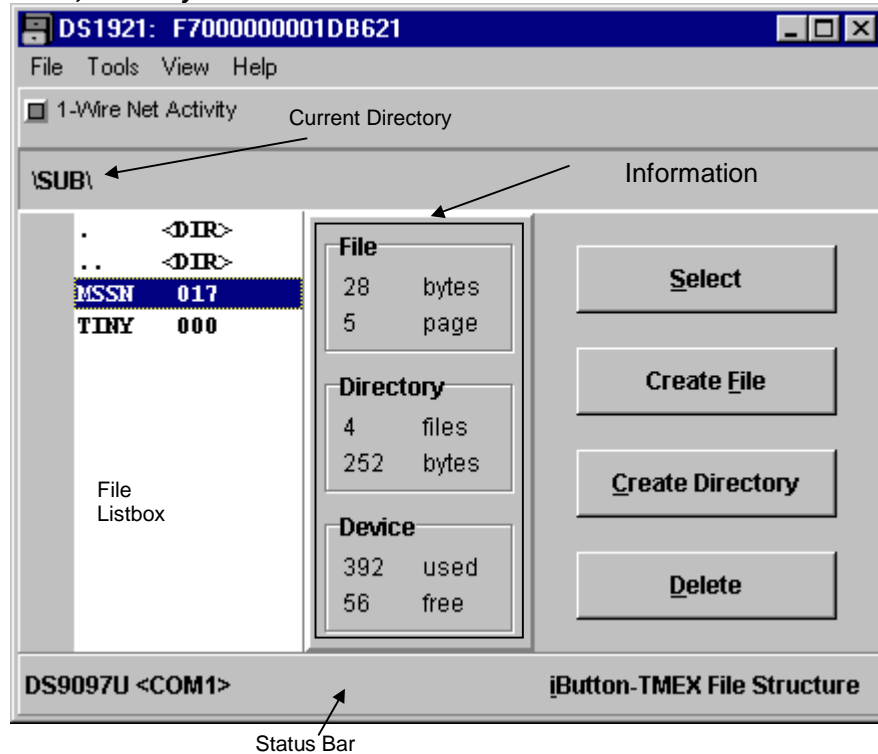 DS1921: F7000000001DB621
File Tools View Help
1-Wire Net Activity
Current Directory
\SUB\
Information
. <DIR>
.. <DIR>
MSSN 017
TINY 000
File
Listbox
File
28 bytes
5 page
Directory
4 files
252 bytes
Device
392 used
56 free
Select
Create File
Create Directory
Delete
DS9097U <COM1>
iButton-TMEX File Structure
Status Bar